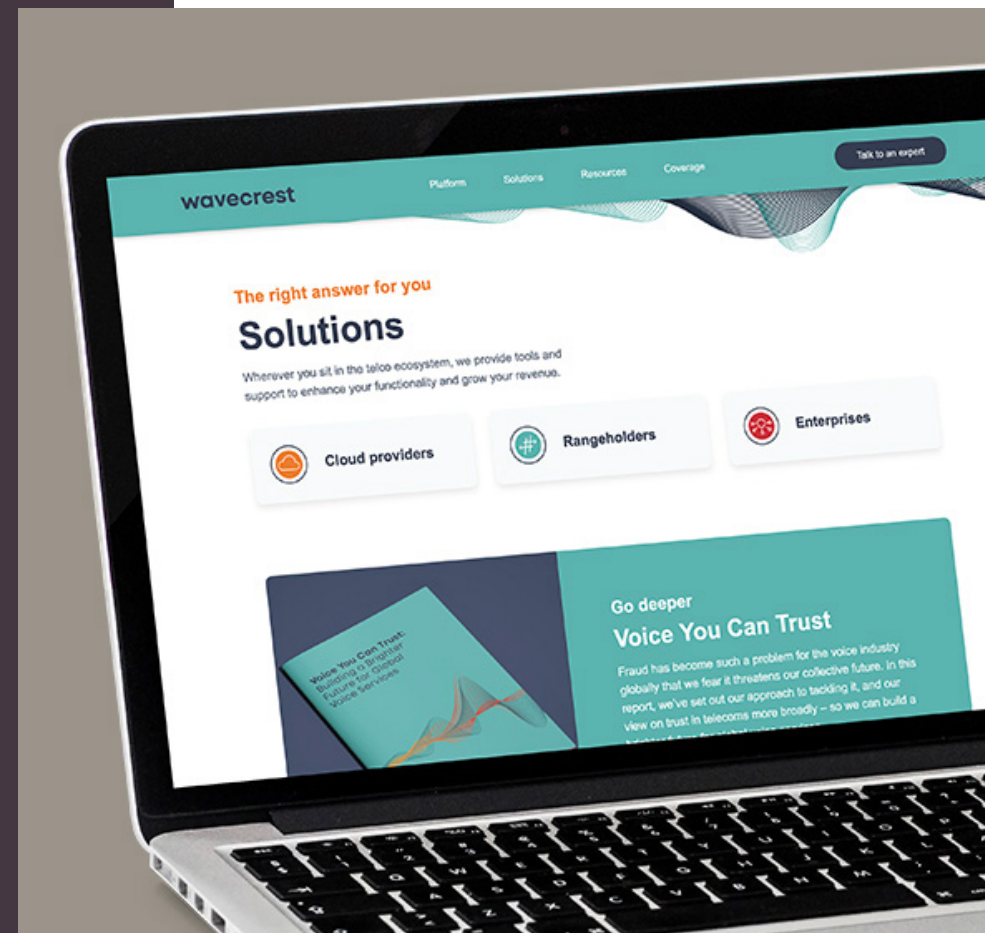 wavecrest
Platform
Solutions
Resources
Coverage
Talk to an expert
The right answer for you
Solutions
Wherever you sit in the telco ecosystem, we provide tools and
support to enhance your functionality and grow your revenue.
Cloud providers
Rangeholders
Enterprises
Voice You Can Trust:
Building a Brighter
Future for Global
Voice Services
Go deeper
Voice You Can Trust
Fraud has become such a problem for the voice industry
globally that we fear it threatens our collective future. In this
report, we've set out our approach to tackling it, and our
view on trust in telecoms more broadly – so we can build a